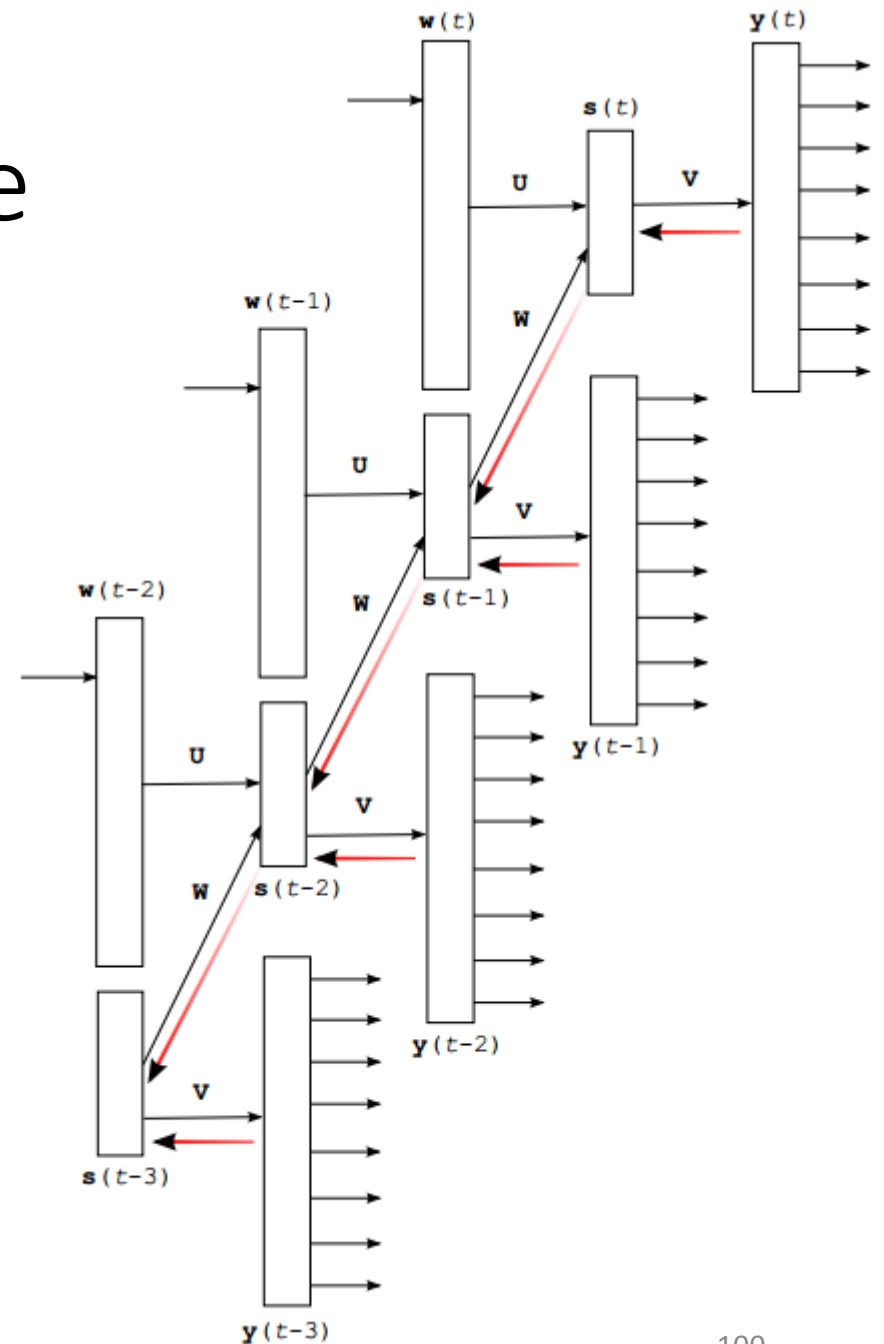 w(t)
y(t)
s(t)
e
U
V
w(t-1)
W
U
V
w(t-2)
W
s(t-1)
y(t-1)
U
V
W
s(t-2)
y(t-2)
V
s(t-3)
y(t-3)